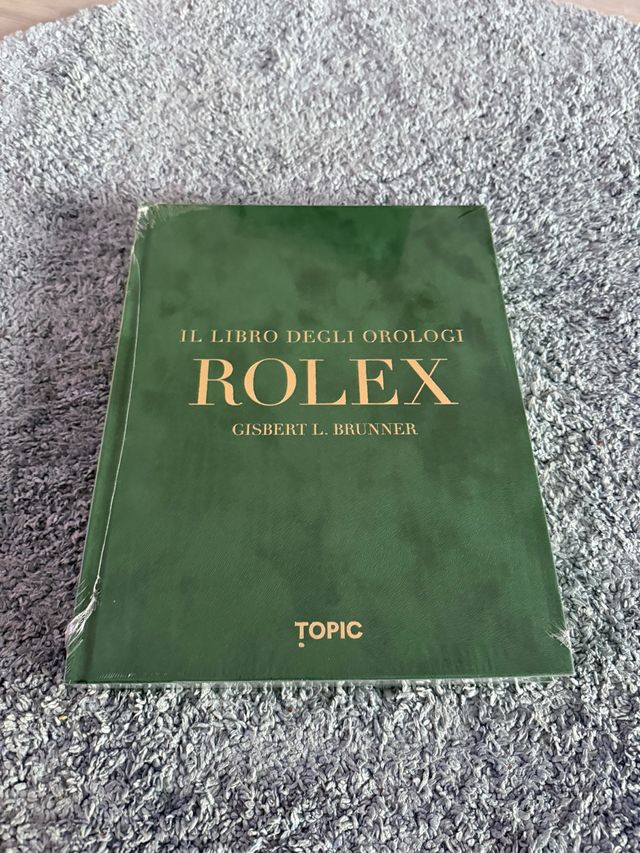 IL LIBRO DEGLI OROLOGI
ROLEX
GISBERT L. BRUNNER
TOPIC